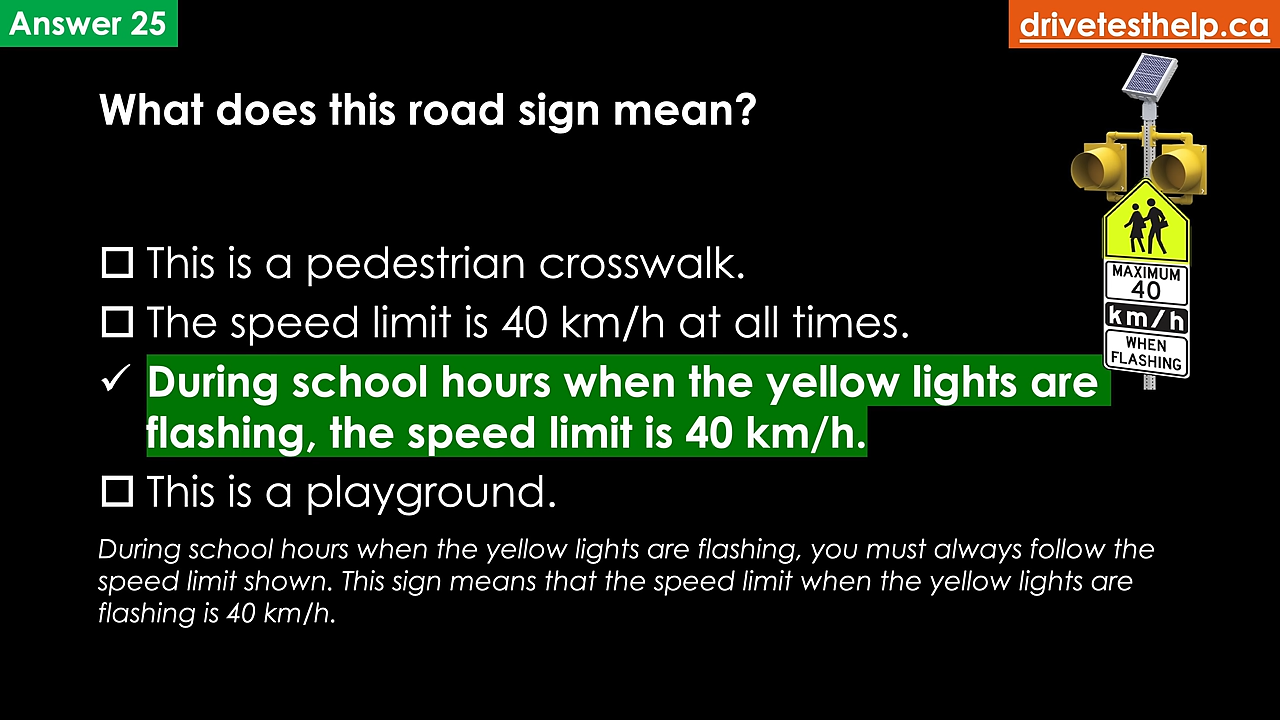 Answer 25
drivetesthelp.ca
What does this road sign mean?
This is a pedestrian crosswalk.
The speed limit is 40 km/h at all times.
During school hours when the yellow lights are
flashing, the speed limit is 40 km/h.
This is a playground.
During school hours when the yellow lights are flashing, you must always follow the
speed limit shown. This sign means that the speed limit when the yellow lights are
flashing is 40 km/h.
MAXIMUM
40
km/h
WHEN
FLASHING